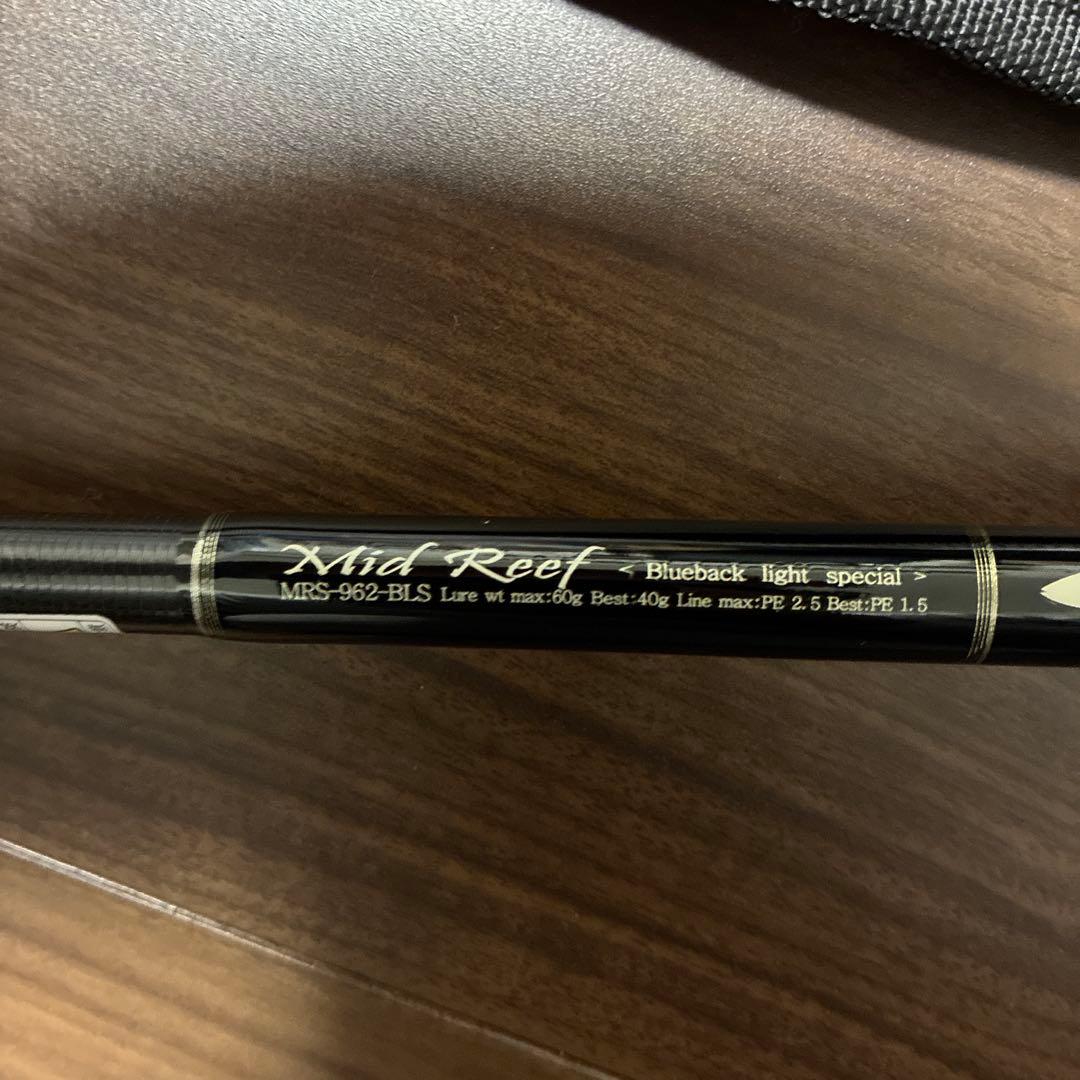 Mid Reef < Blueback light special >
MRS-962-BLS Lure wt max:60g Best:40g Line max:PE 2.5 Best:PE 1.5